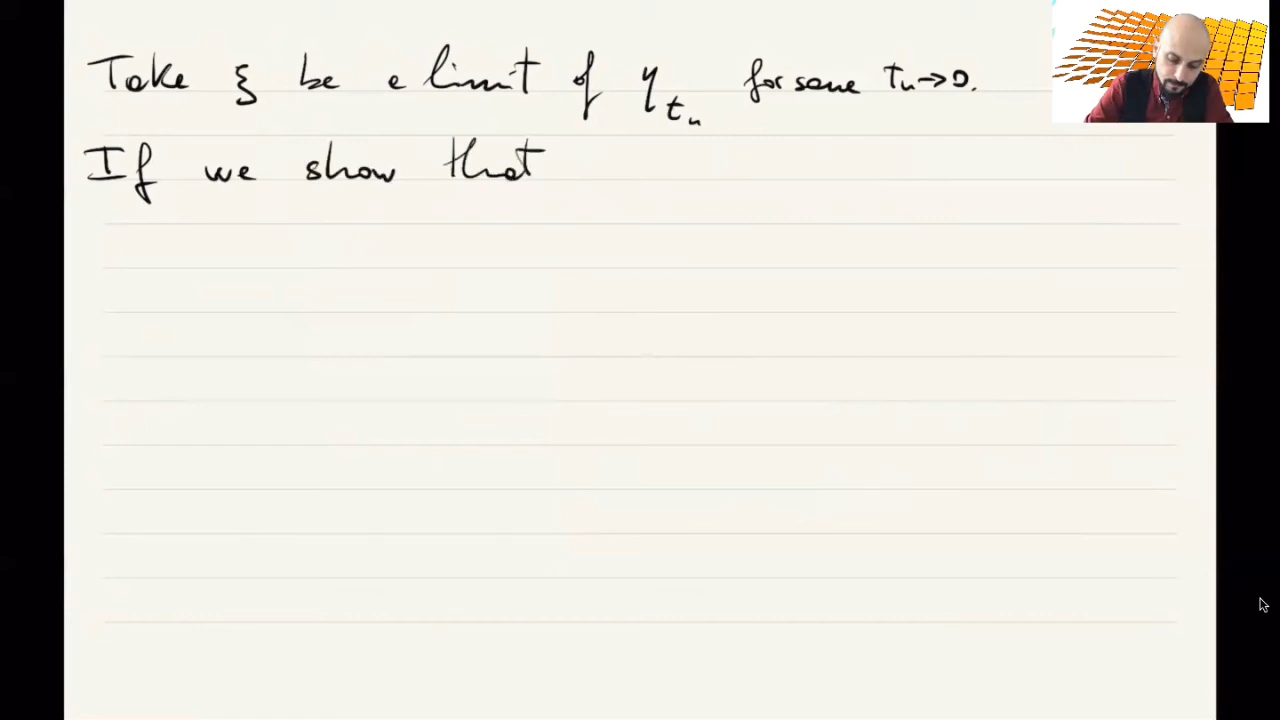 Take ξ be a limit of η_{t_n} for some t_n → 0.
If we show that